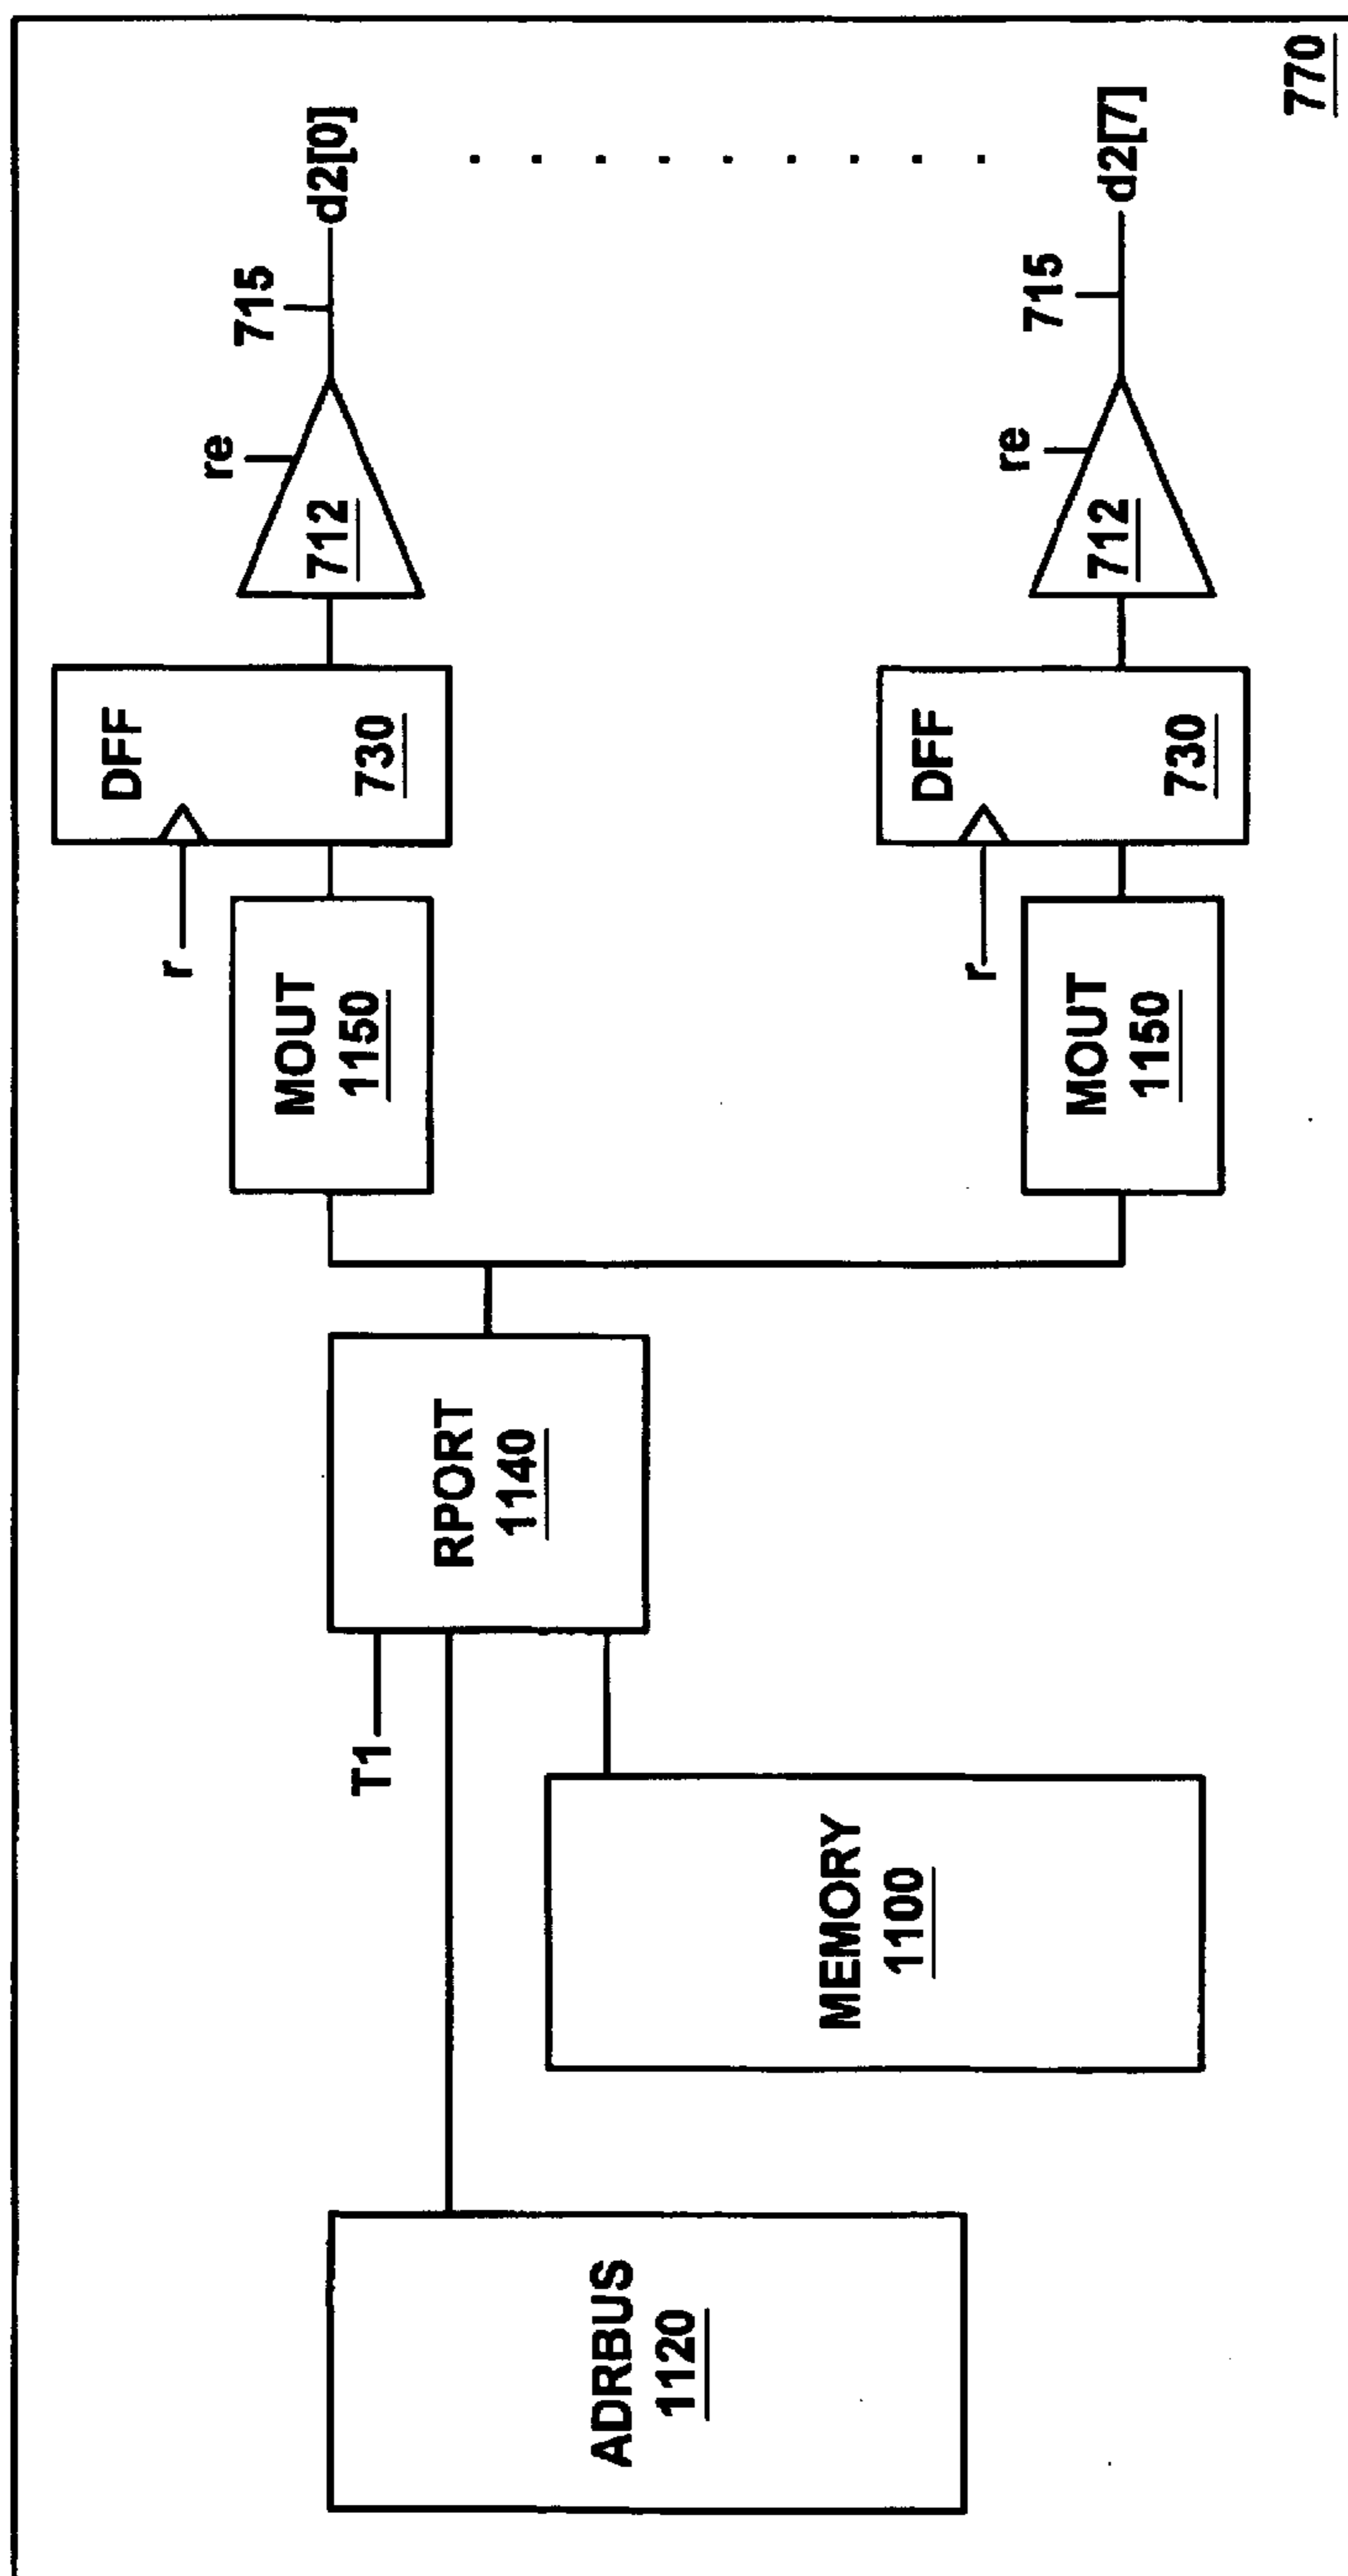 ADRBUS
1120
MEMORY
1100
T1
RPORT
1140
MOUT
1150
r
DFF
730
712
re
715
d2[0]
MOUT
1150
r
DFF
730
712
re
715
d2[7]
770